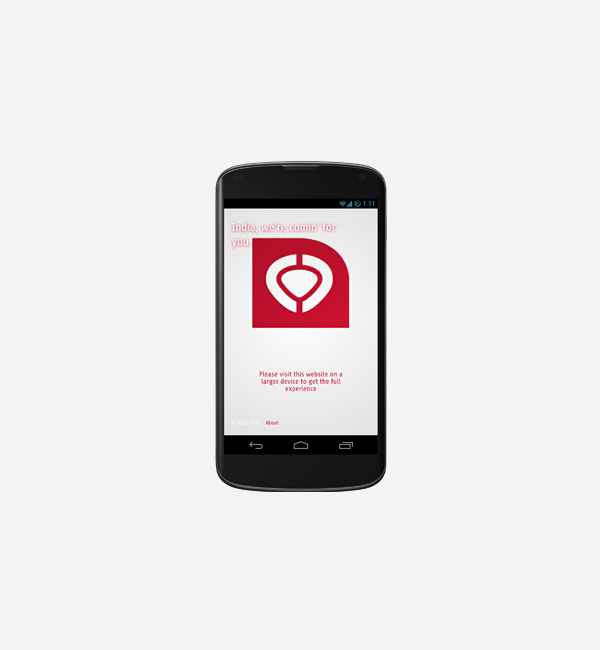 1:11
India, we're comin' for
you
Please visit this website on a
larger device to get the full
experience
About